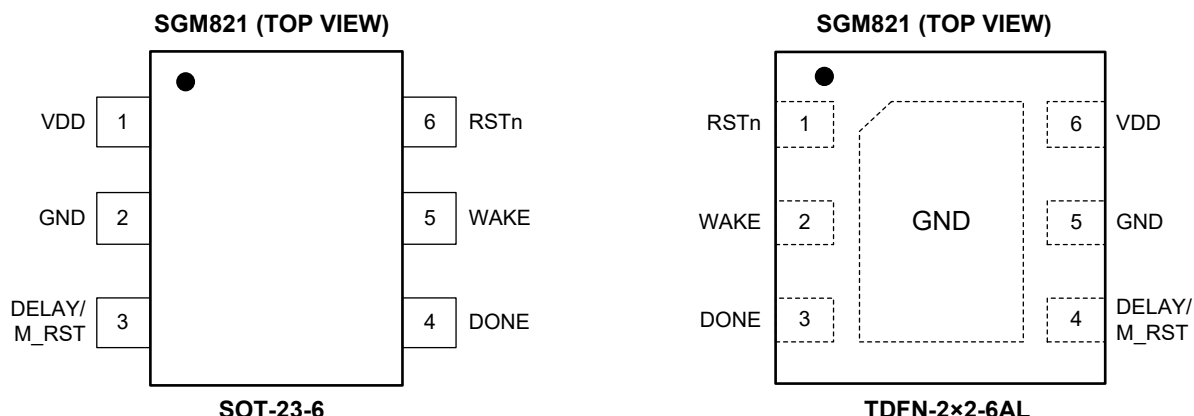 SGM821 (TOP VIEW)
VDD 1
6 RSTn
GND 2
5 WAKE
DELAY/
M_RST 3
4 DONE
SOT-23-6
SGM821 (TOP VIEW)
RSTn 1
6 VDD
WAKE 2
GND
5 GND
DONE 3
4 DELAY/
M_RST
TDFN-2×2-6AL